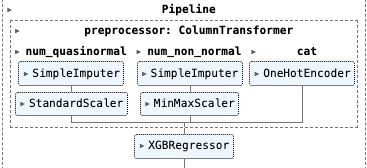 Pipeline
preprocessor: ColumnTransformer
num_quasinormal num_non_normal cat
SimpleImputer SimpleImputer OneHotEncoder
StandardScaler MinMaxScaler
XGBRegressor